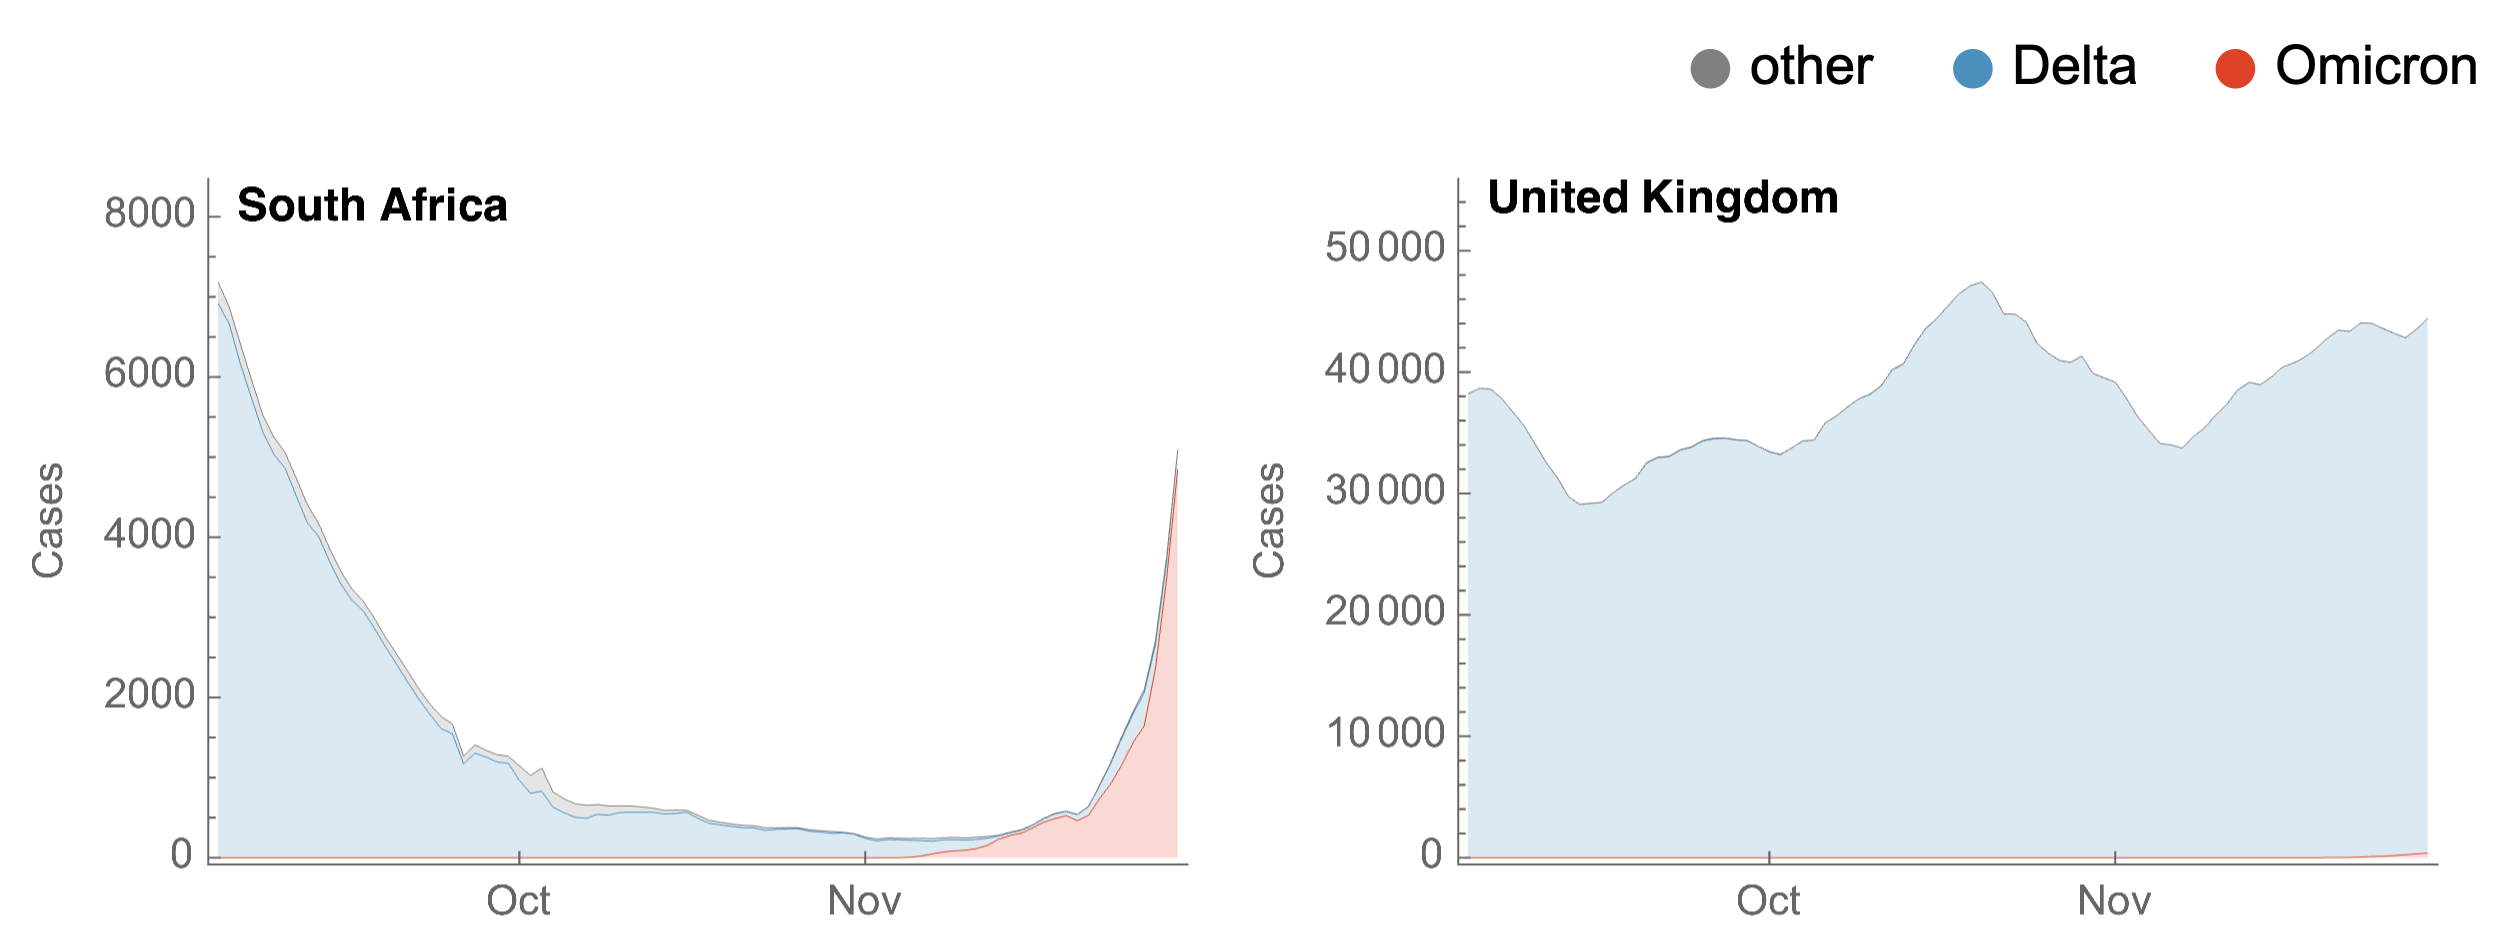 other Delta Omicron
South Africa
8000
6000
4000
2000
0
Cases
Oct Nov
United Kingdom
50 000
40 000
30 000
20 000
10 000
0
Cases
Oct Nov